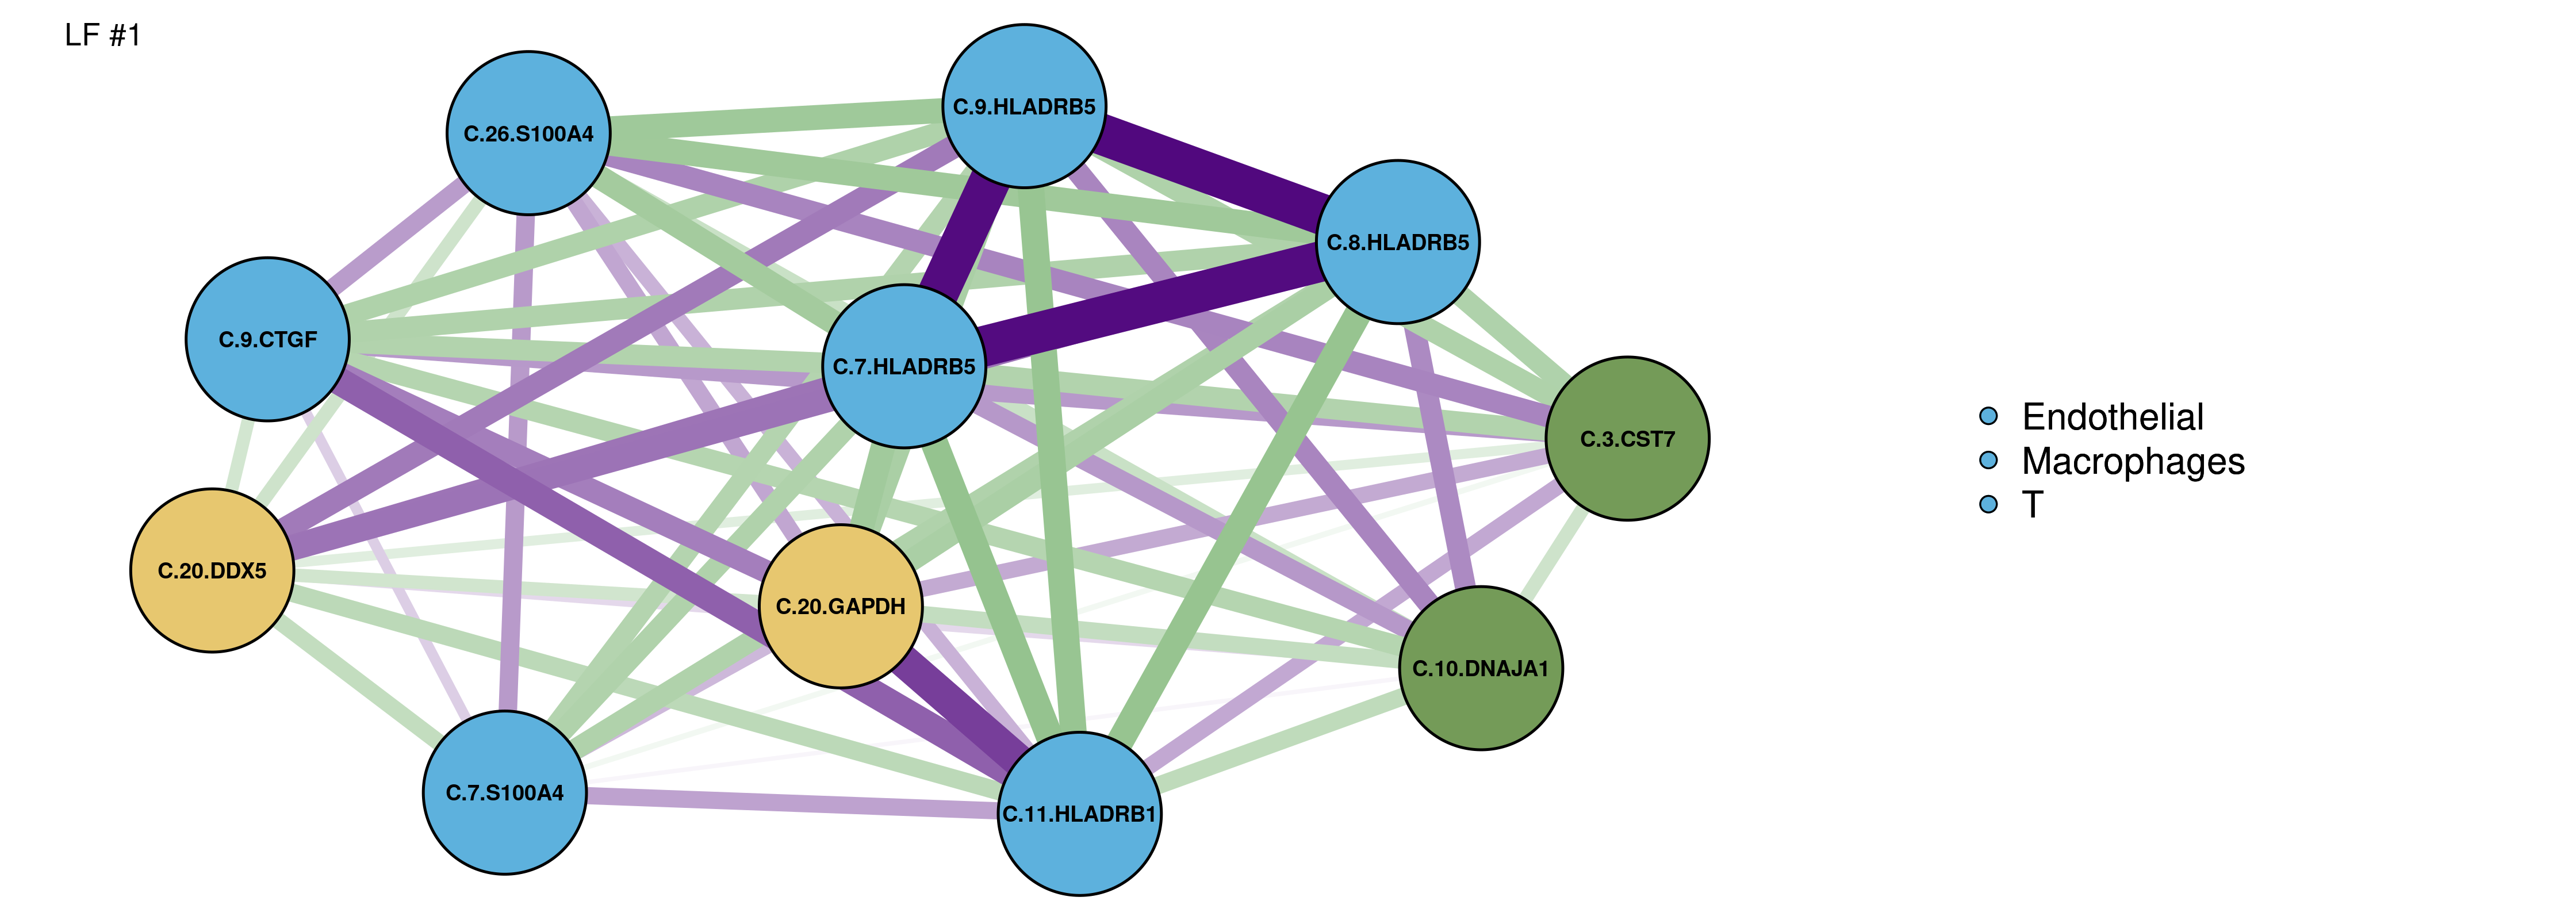 LF #1
C.9.HLADRB5
C.26.S100A4
C.8.HLADRB5
C.9.CTGF
C.7.HLADRB5
C.3.CST7
C.20.DDX5
C.20.GAPDH
C.10.DNAJA1
C.7.S100A4
C.11.HLADRB1
Endothelial
Macrophages
T